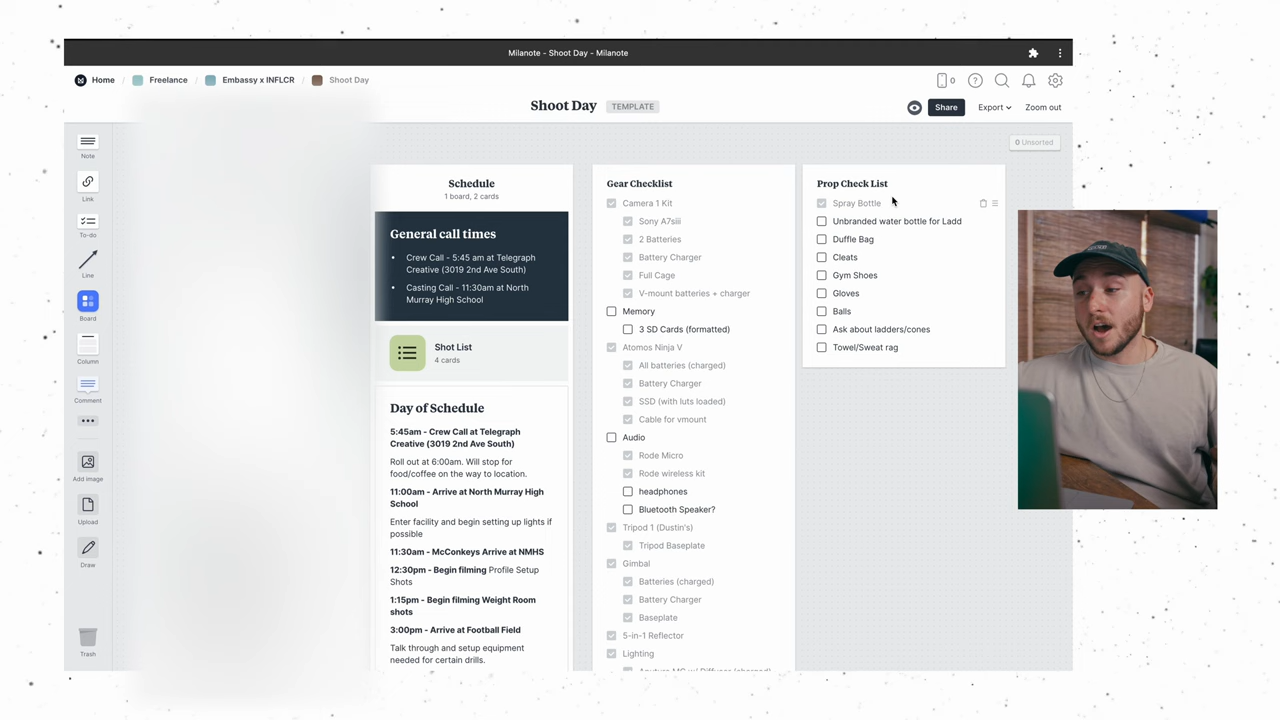 Milanote - Shoot Day - Milanote
Home / Freelance / Embassy x INFLCR / Shoot Day
0
Shoot Day TEMPLATE
Share
Export
Zoom out
0 Unsorted
Note
Link
To-do
Line
Board
Column
Comment
Add image
Upload
Draw
Trash
Schedule
1 board, 2 cards
General call times
• Crew Call - 5:45 am at Telegraph
Creative (3019 2nd Ave South)
• Casting Call - 11:30am at North
Murray High School
Shot List
4 cards
Day of Schedule
5:45am - Crew Call at Telegraph
Creative (3019 2nd Ave South)
Roll out at 6:00am. Will stop for
food/coffee on the way to location.
11:00am - Arrive at North Murray High
School
Enter facility and begin setting up lights if
possible
11:30am - McConkeys Arrive at NMHS
12:30pm - Begin filming Profile Setup
Shots
1:15pm - Begin filming Weight Room
shots
3:00pm - Arrive at Football Field
Talk through and setup equipment
needed for certain drills.
Gear Checklist
Camera 1 Kit
Sony A7siii
2 Batteries
Battery Charger
Full Cage
V-mount batteries + charger
Memory
3 SD Cards (formatted)
Atomos Ninja V
All batteries (charged)
Battery Charger
SSD (with luts loaded)
Cable for vmount
Audio
Rode Micro
Rode wireless kit
headphones
Bluetooth Speaker?
Tripod 1 (Dustin's)
Tripod Baseplate
Gimbal
Batteries (charged)
Battery Charger
Baseplate
5-in-1 Reflector
Lighting
Prop Check List
Spray Bottle
Unbranded water bottle for Ladd
Duffle Bag
Cleats
Gym Shoes
Gloves
Balls
Ask about ladders/cones
Towel/Sweat rag